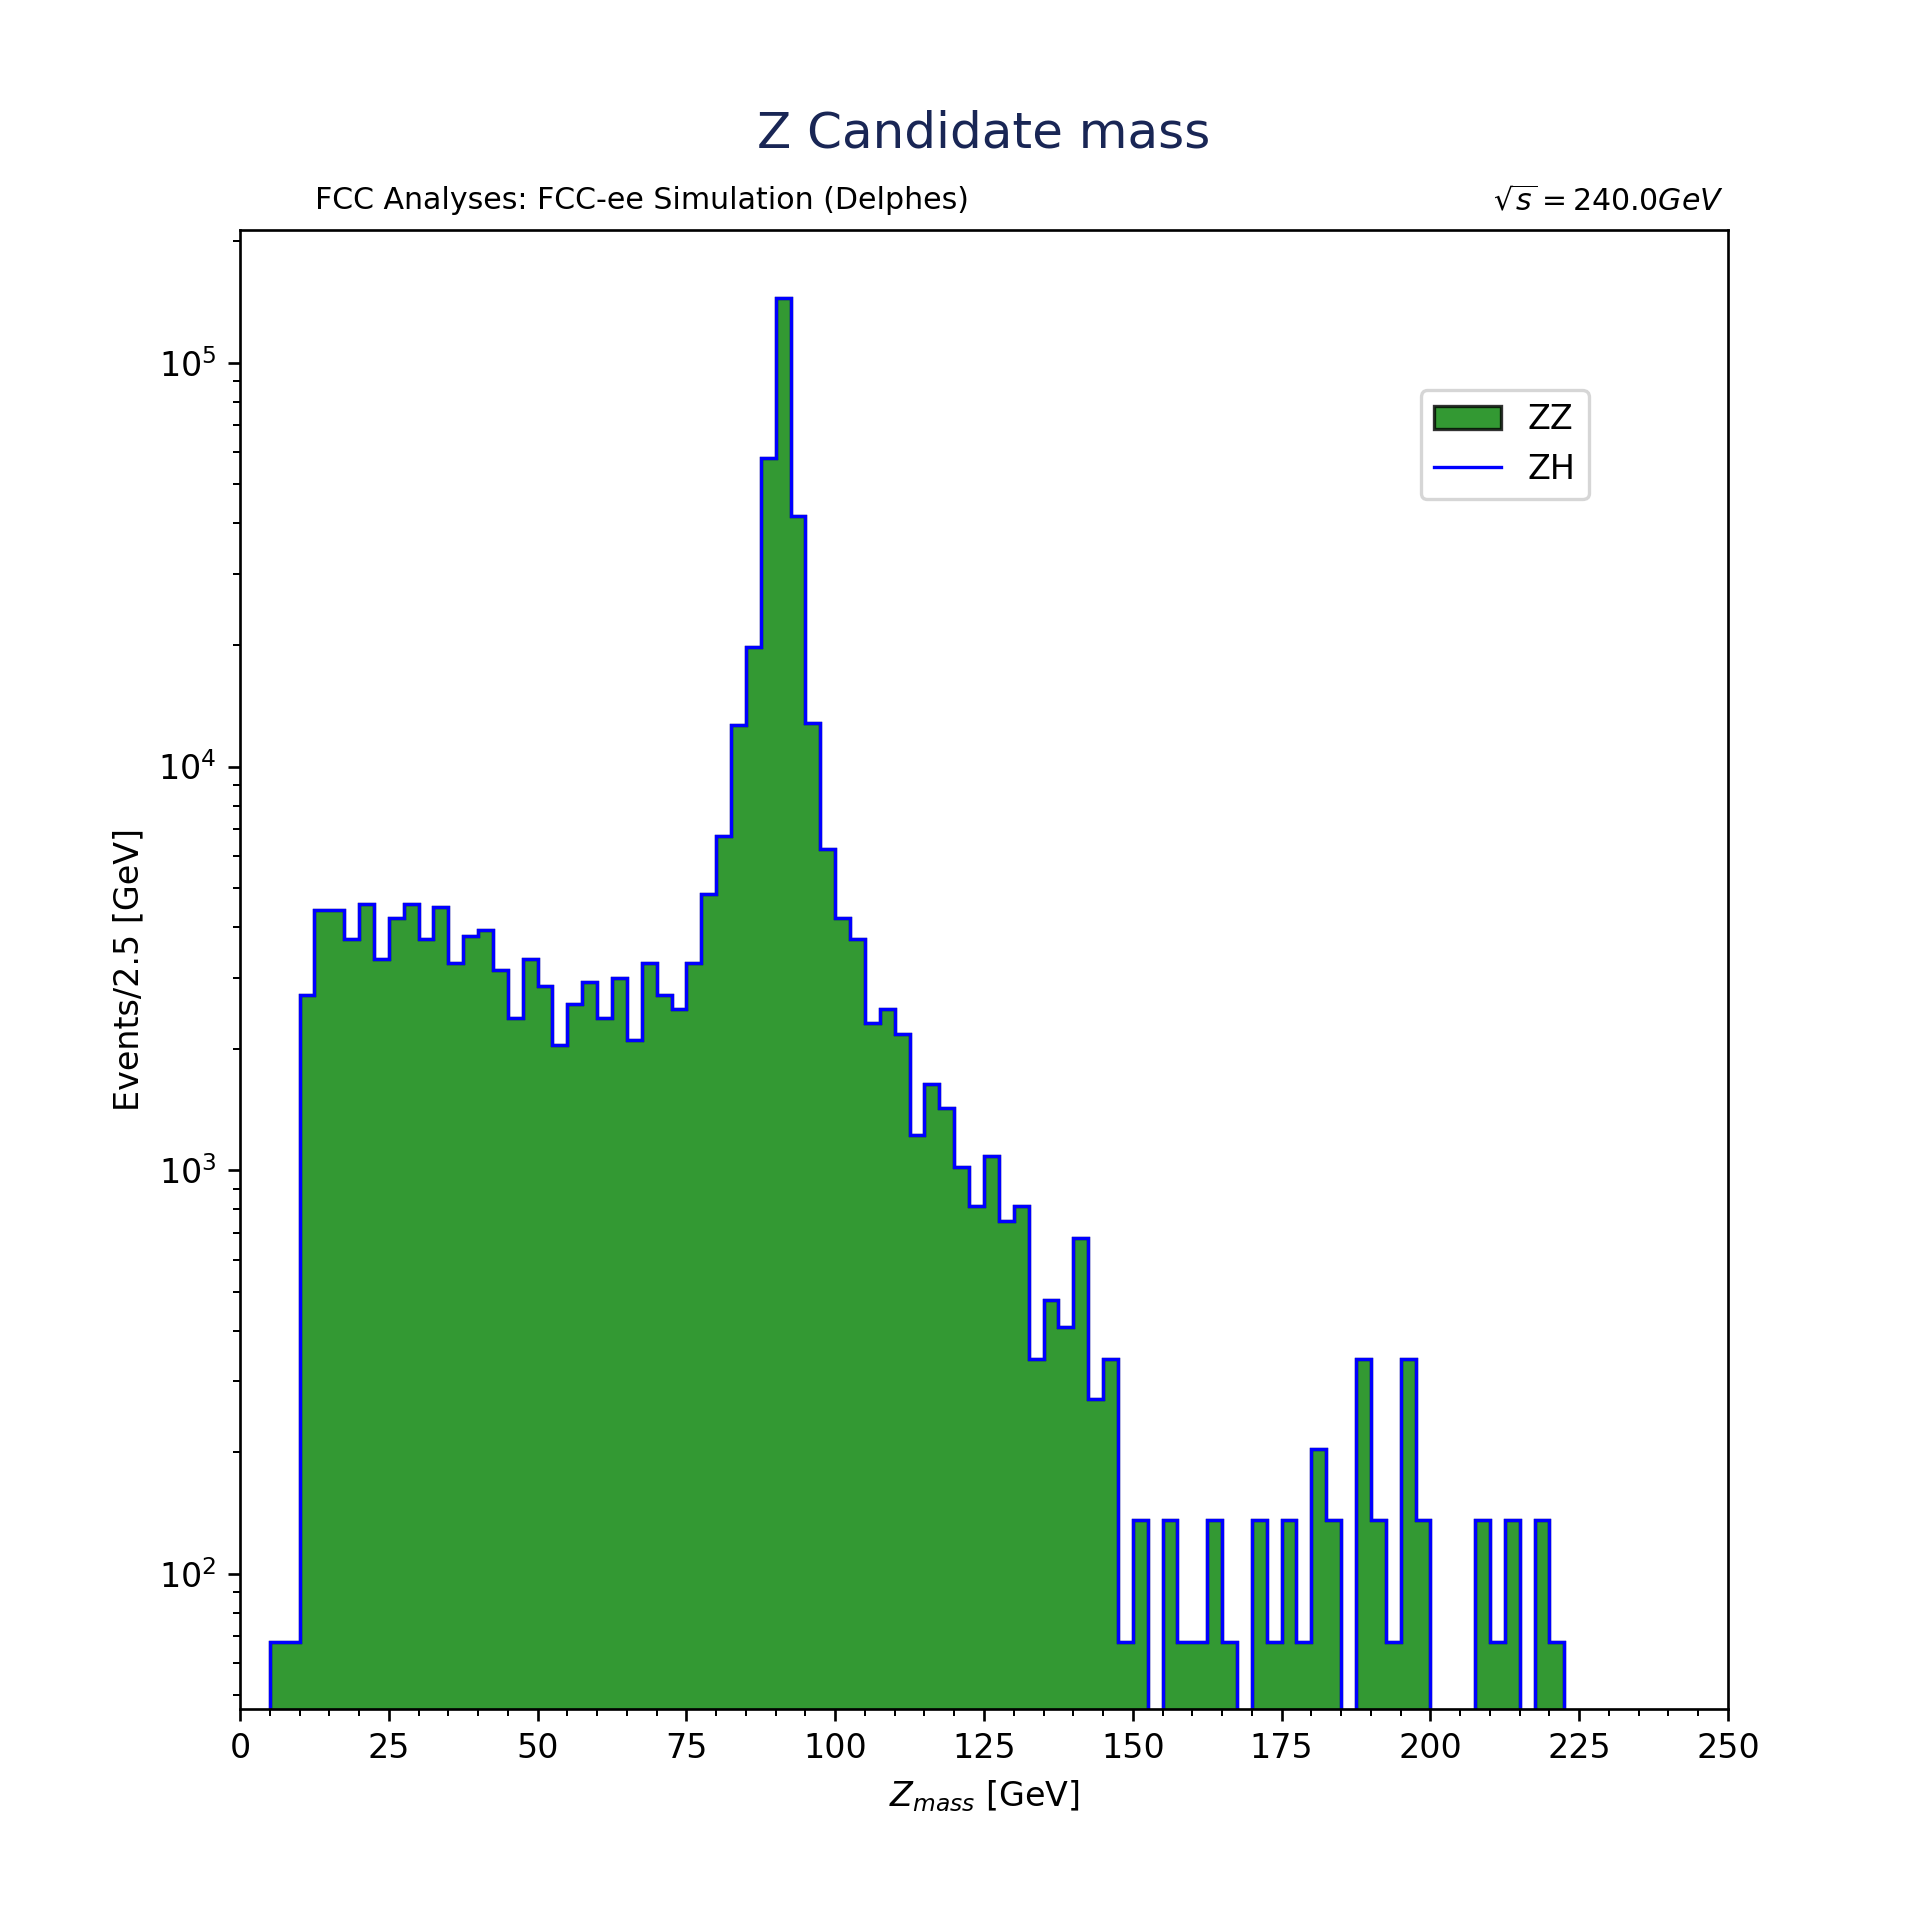 Z Candidate mass
FCC Analyses: FCC-ee Simulation (Delphes)
√s = 240.0GeV
10⁵
10⁴
10³
10²
Events/2.5 [GeV]
ZZ
ZH
0 25 50 75 100 125 150 175 200 225 250
Z_mass [GeV]